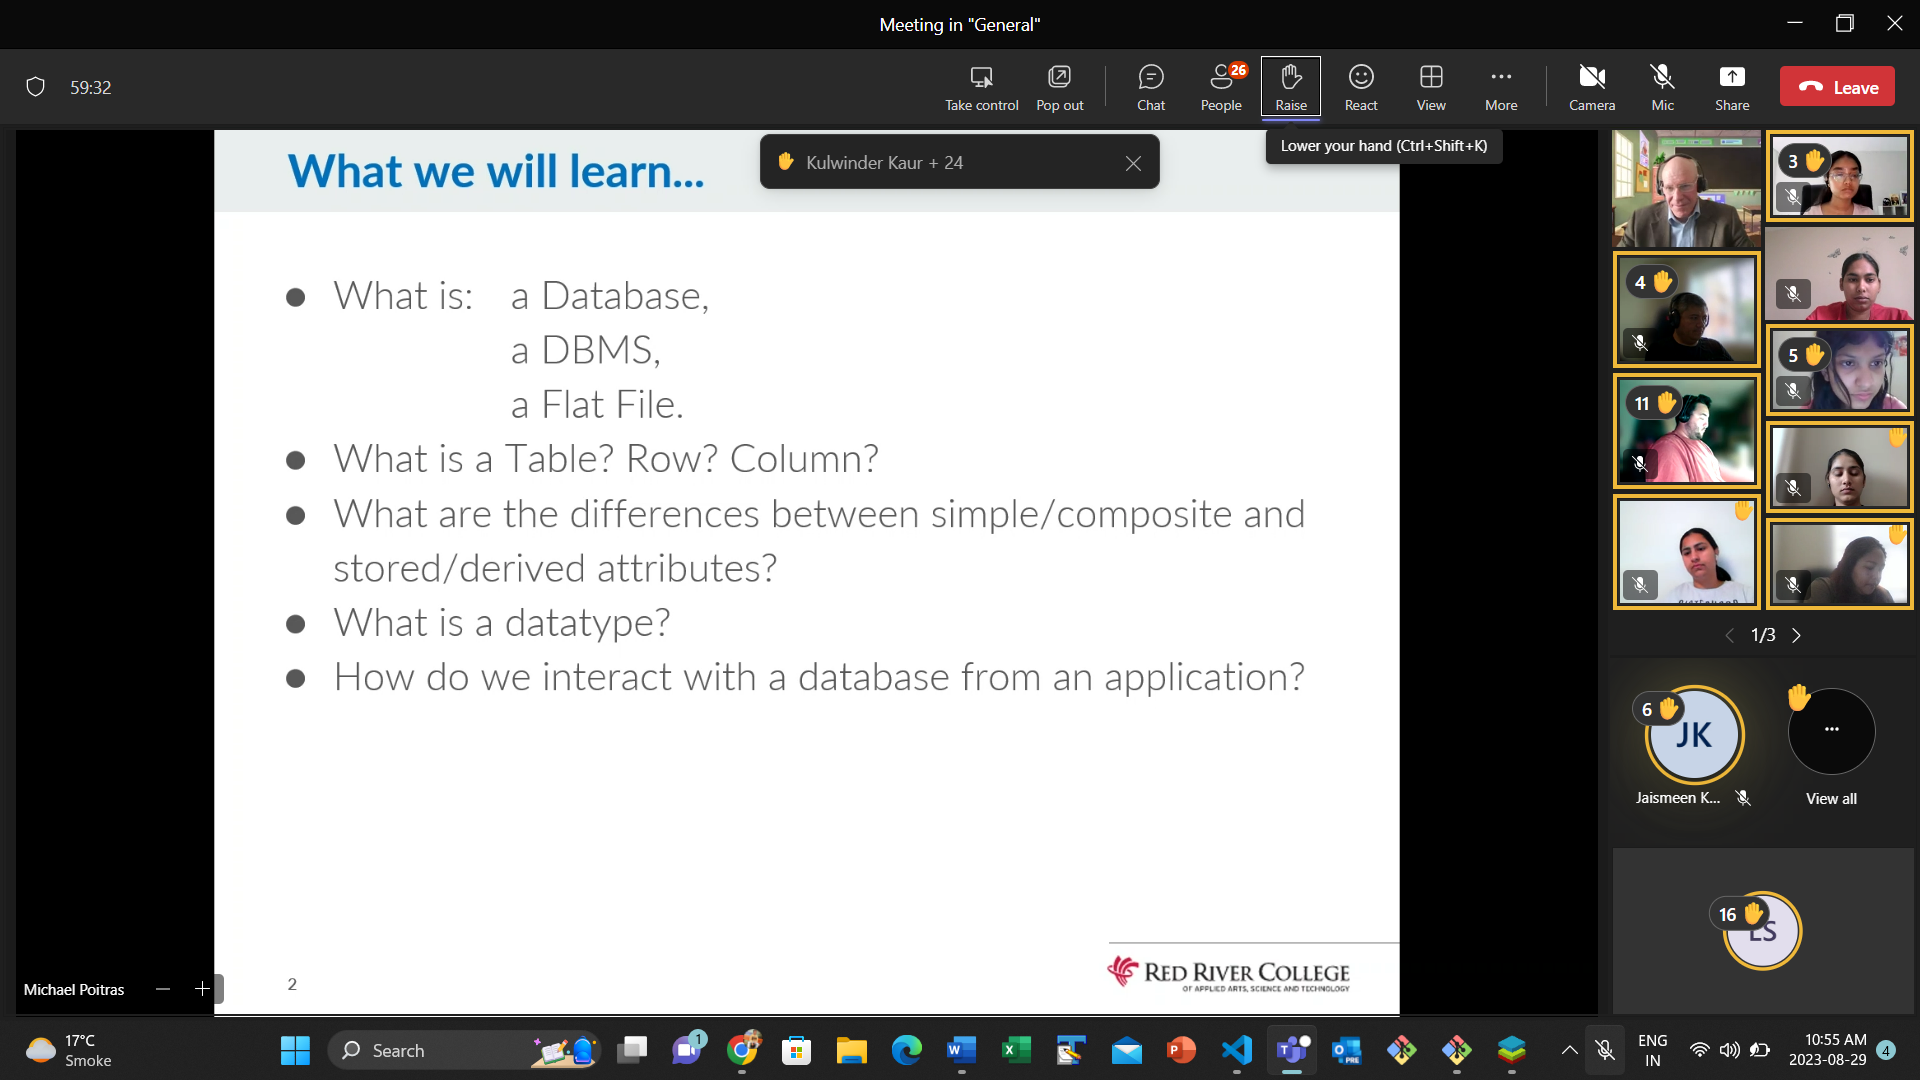 Meeting in "General"
59:32
Take control
Pop out
Chat
People
26
Raise
React
View
More
Camera
Mic
Share
Leave
Lower your hand (Ctrl+Shift+K)
Kulwinder Kaur + 24
What we will learn...
What is: a Database,
a DBMS,
a Flat File.
What is a Table? Row? Column?
What are the differences between simple/composite and
stored/derived attributes?
What is a datatype?
How do we interact with a database from an application?
2
RED RIVER COLLEGE
OF APPLIED ARTS, SCIENCE AND TECHNOLOGY
Michael Poitras
3
4
5
11
1/3
6
JK
Jaismeen K...
View all
16
LS
17°C
Smoke
Search
1
ENG
IN
10:55 AM
2023-08-29
4